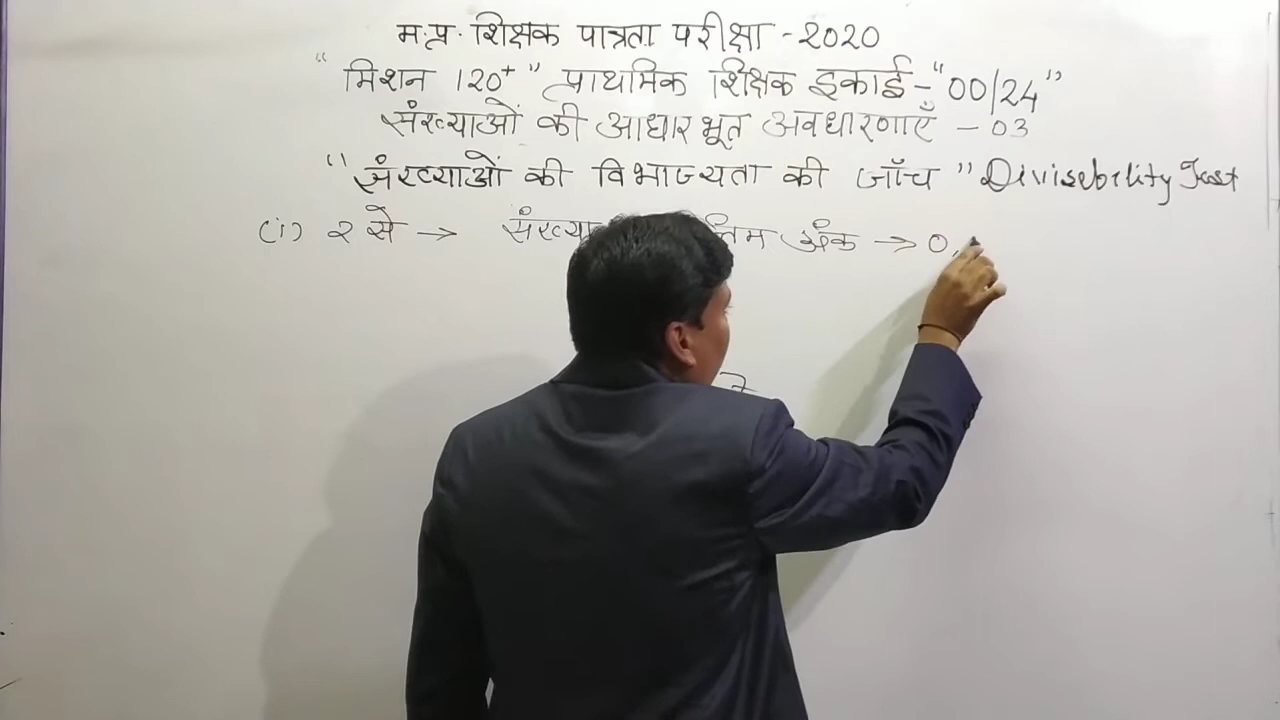 म.प्र. शिक्षक पात्रता परीक्षा - 2020
"मिशन 120+" प्राथमिक शिक्षक इकाई - "00/24"
संख्याओं की आधारभूत अवधारणाएँ - 03
"संख्याओं की विभाज्यता की जाँच" Divisebility Test
(i) 2 से → संख्या अंक → 0,